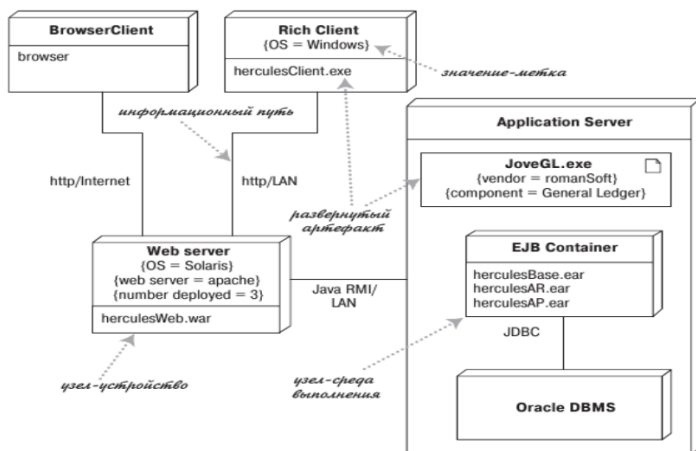 BrowserClient
browser
Rich Client
{OS = Windows}
herculesClient.exe
значение-метка
информационный путь
Application Server
JoveGL.exe
{vendor = romanSoft}
{component = General Ledger}
http/Internet
http/LAN
развернутый
артефакт
Web server
{OS = Solaris}
{web server = apache}
{number deployed = 3}
herculesWeb.war
Java RMI/
LAN
EJB Container
herculesBase.ear
herculesAR.ear
herculesAP.ear
JDBC
узел-устройство
узел-среда
выполнения
Oracle DBMS